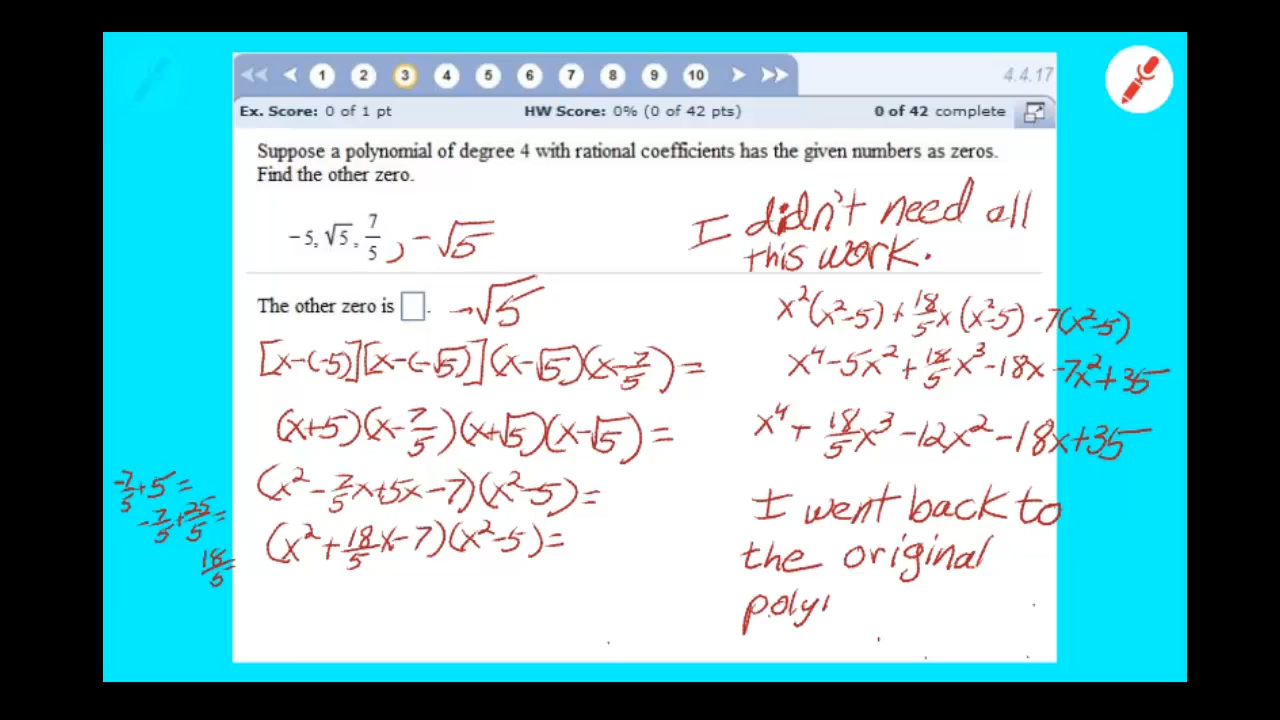 1 2 3 4 5 6 7 8 9 10
4.4.17
Ex. Score: 0 of 1 pt HW Score: 0% (0 of 42 pts) 0 of 42 complete
Suppose a polynomial of degree 4 with rational coefficients has the given numbers as zeros.
Find the other zero.
−5, √5, 7/5, −√5
I didn't need all
this work.
The other zero is □. −√5
[x−(−5)][x−(−√5)](x−√5)(x−7/5)=
(x+5)(x−7/5)(x+√5)(x−√5)=
(x²−7/5x+5x−7)(x²−5)=
(x²+18/5x−7)(x²−5)=
−7/5+5=
−7/5+25/5=
18/5=
x²(x²−5)+18/5x(x²−5)−7(x²−5)
x⁴−5x²+18/5x³−18x−7x²+35
x⁴+18/5x³−12x²−18x+35
I went back to
the original
poly